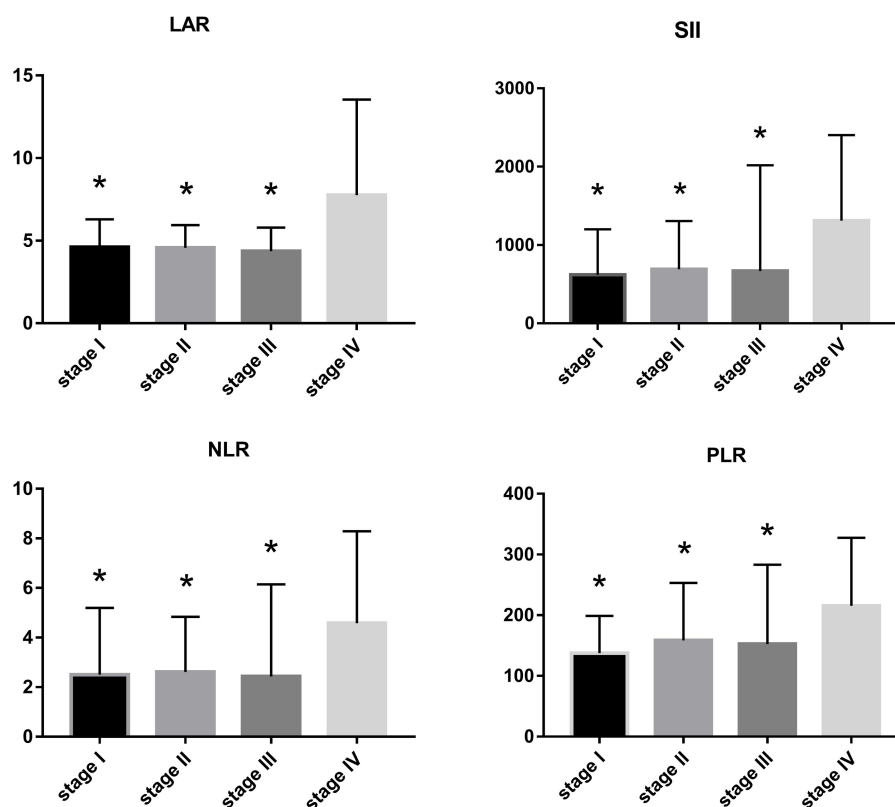 LAR
15
10
5
0
*
*
*
stage I
stage II
stage III
stage IV
SII
3000
2000
1000
0
*
*
*
stage I
stage II
stage III
stage IV
NLR
10
8
6
4
2
0
*
*
*
stage I
stage II
stage III
stage IV
PLR
400
300
200
100
0
*
*
*
stage I
stage II
stage III
stage IV